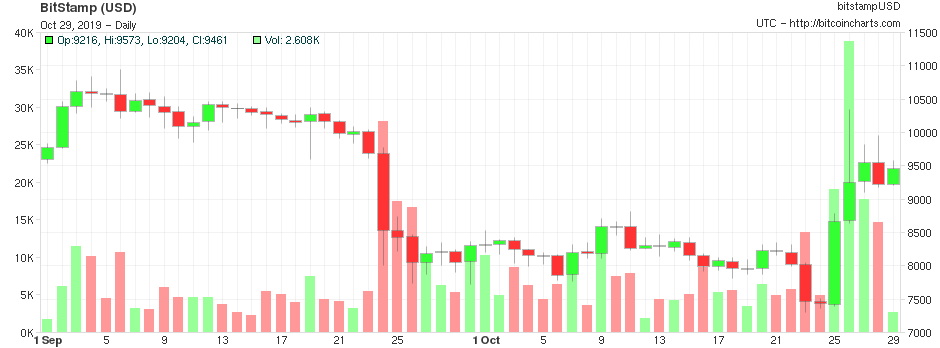 BitStamp (USD)
bitstampUSD
Oct 29, 2019 – Daily
UTC – http://bitcoincharts.com
Op:9216, Hi:9573, Lo:9204, Cl:9461 Vol: 2.608K
40K 11500
35K 11000
30K 10500
25K 10000
20K 9500
15K 9000
10K 8500
5K 8000
0K 7500
7000
1 Sep 5 9 13 17 21 25 1 Oct 5 9 13 17 21 25 29